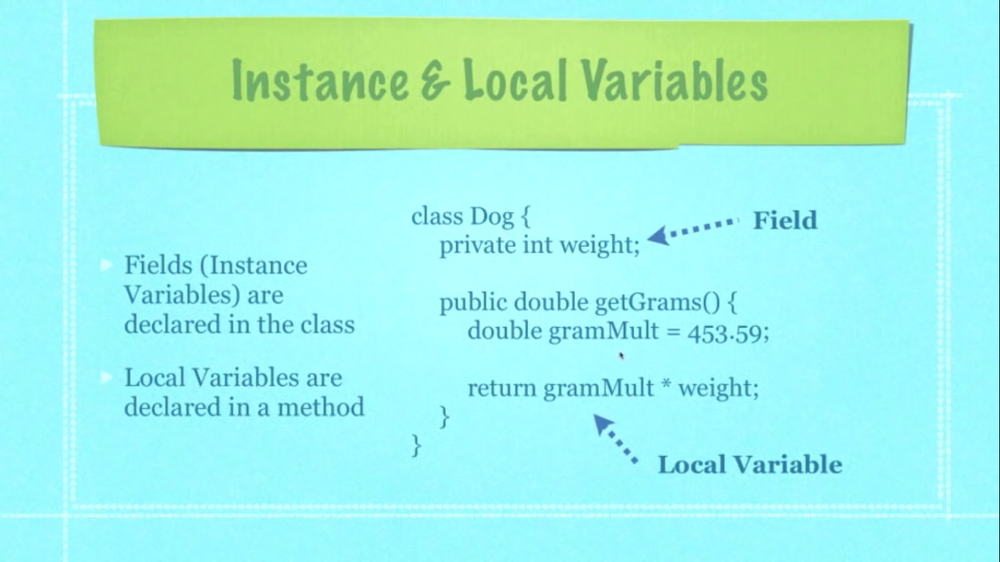 Instance & Local Variables
Fields (Instance
Variables) are
declared in the class
Local Variables are
declared in a method
class Dog {
private int weight;
Field
public double getGrams() {
double gramMult = 453.59;
return gramMult * weight;
}
}
Local Variable